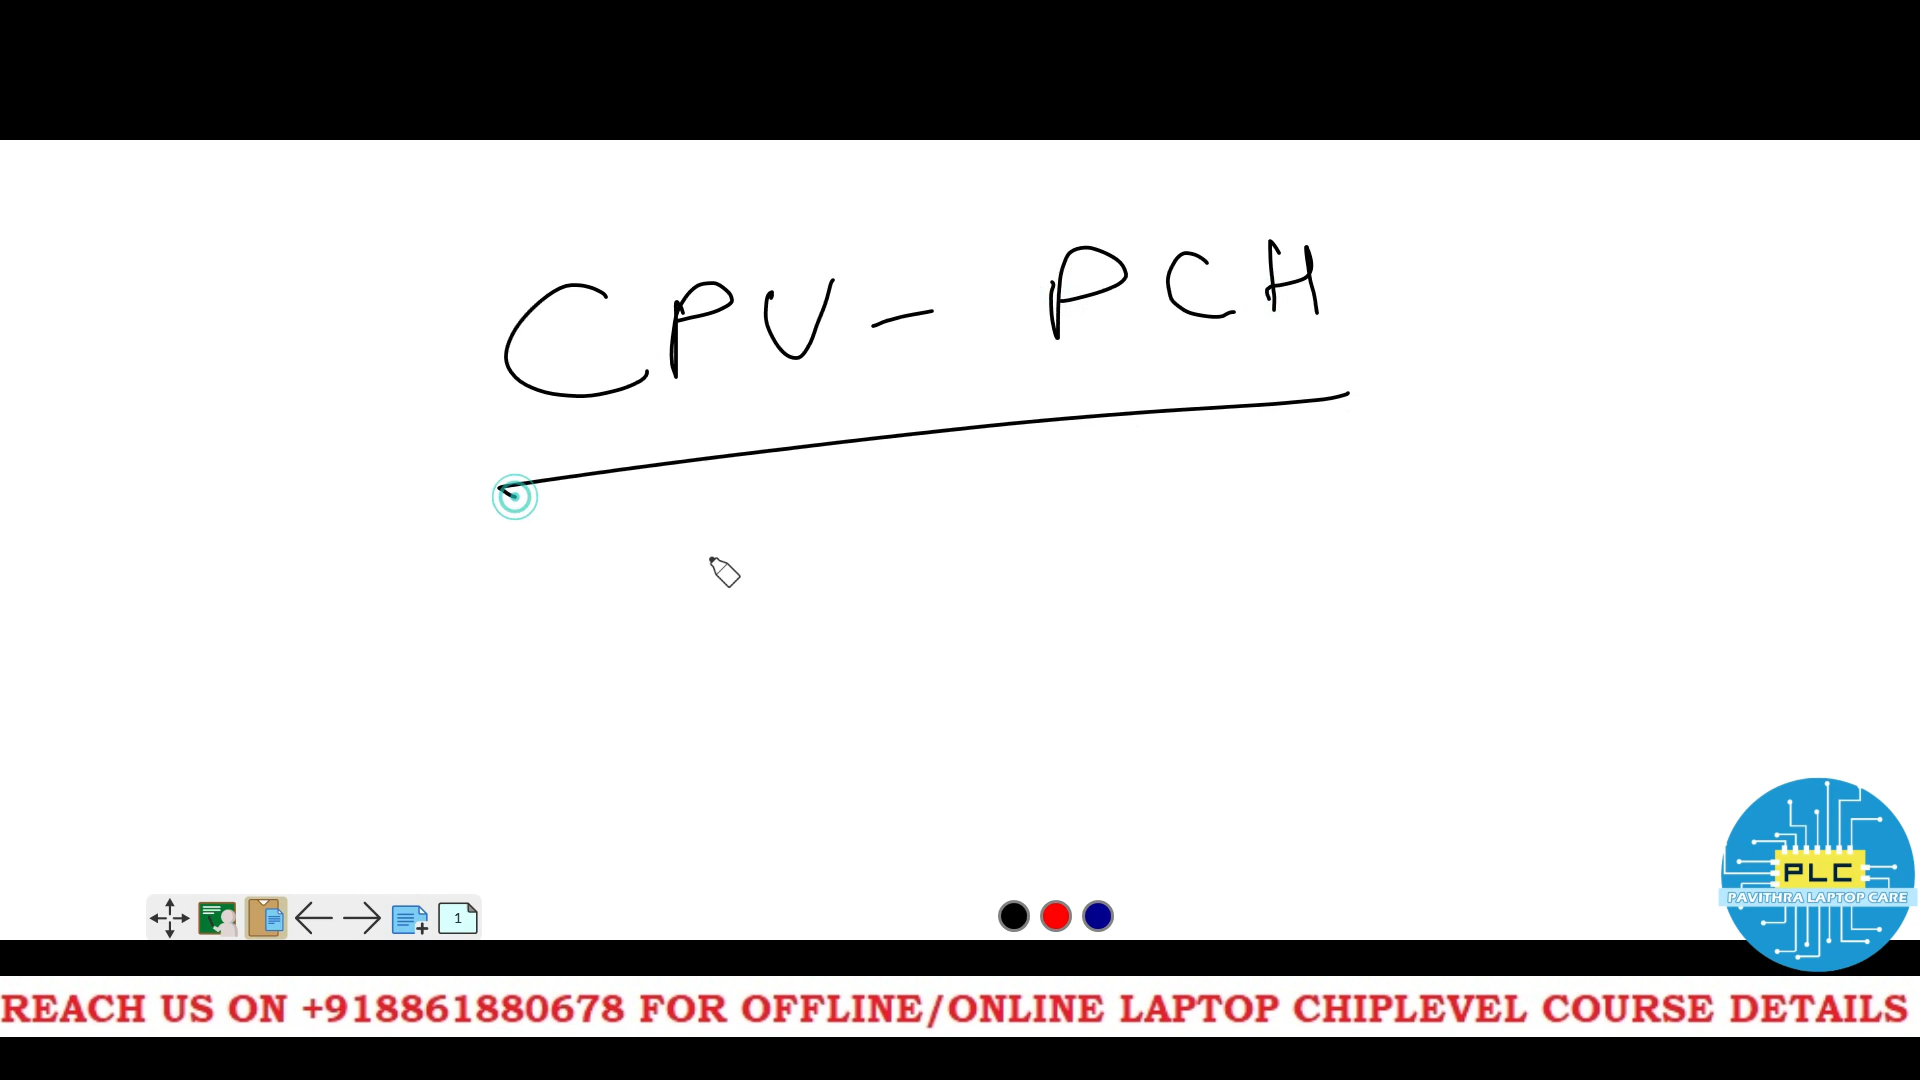 CPU - PCH
1
PLC
PAVITHRA LAPTOP CARE
REACH US ON +918861880678 FOR OFFLINE/ONLINE LAPTOP CHIPLEVEL COURSE DETAILS